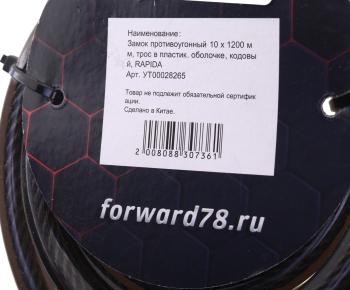 Наименование:
Замок противоугонный 10 х 1200 м
м, трос в пластик. оболочке, кодовы
й, RAPIDA
Арт. УТ00028265
Товар не подлежит обязательной сертифик
ации.
Сделано в Китае.
2 008088 307361
forward78.ru